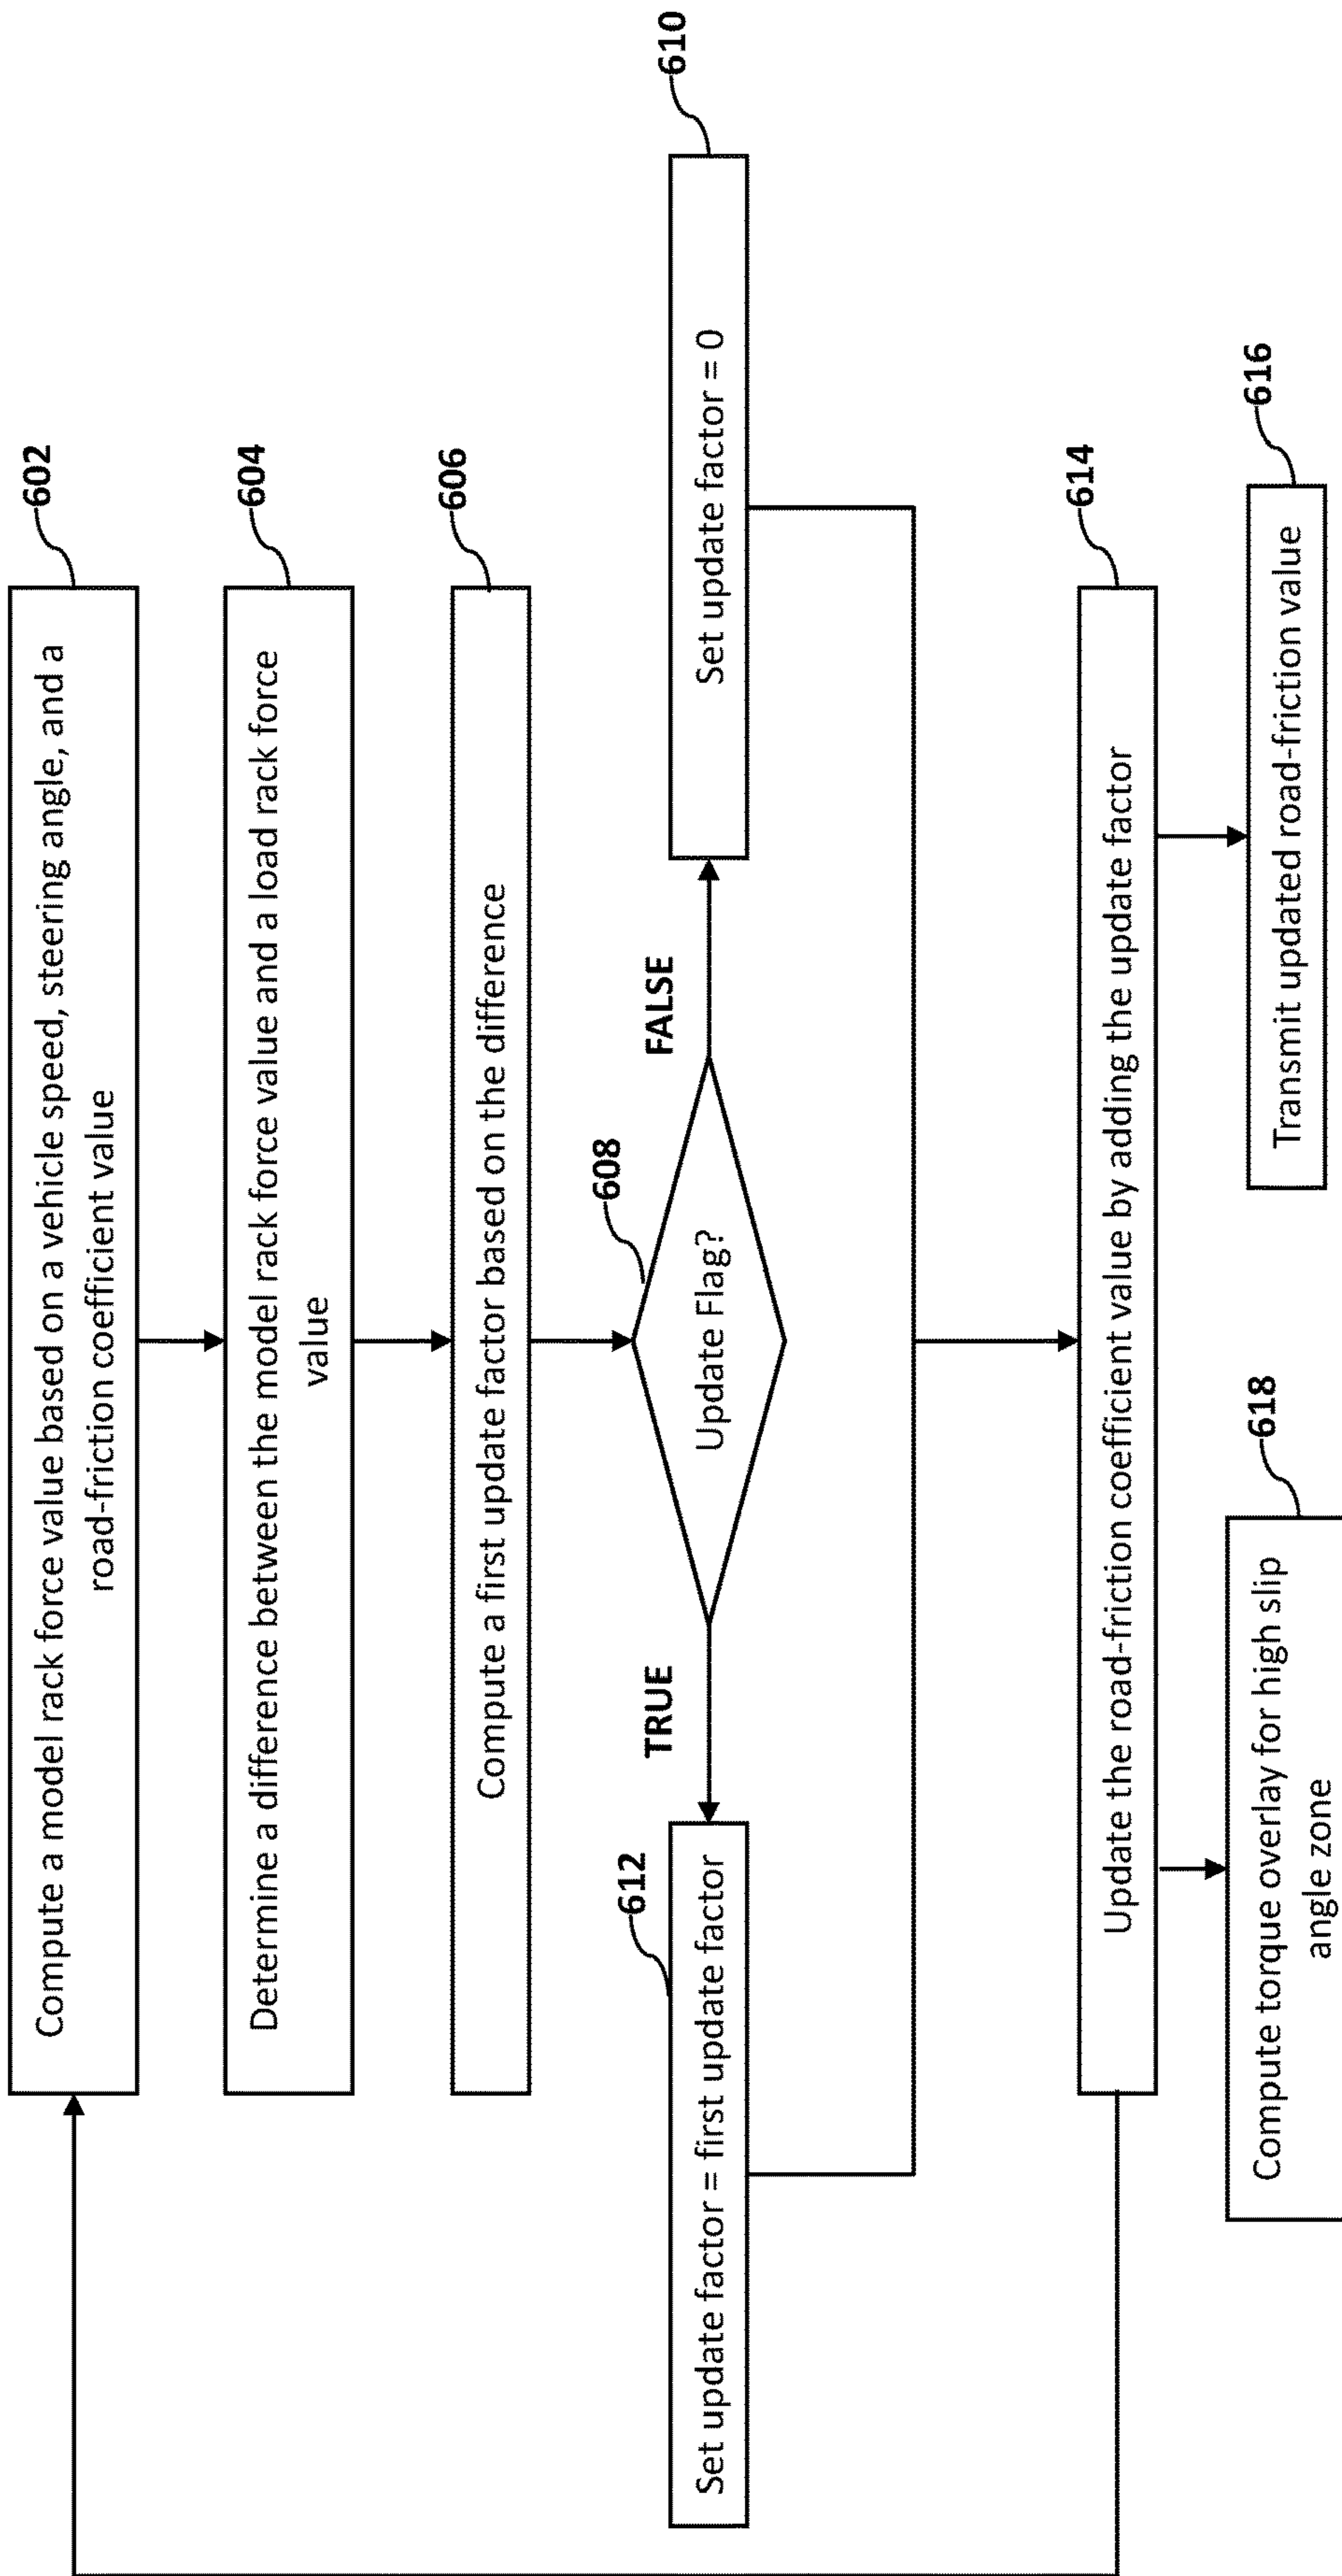 Compute a model rack force value based on a vehicle speed, steering angle, and a
road-friction coefficient value
602
Determine a difference between the model rack force value and a load rack force
value
604
Compute a first update factor based on the difference
606
Update Flag?
608
TRUE
FALSE
Set update factor = first update factor
612
Set update factor = 0
610
Update the road-friction coefficient value by adding the update factor
614
Compute torque overlay for high slip
angle zone
618
Transmit updated road-friction value
616